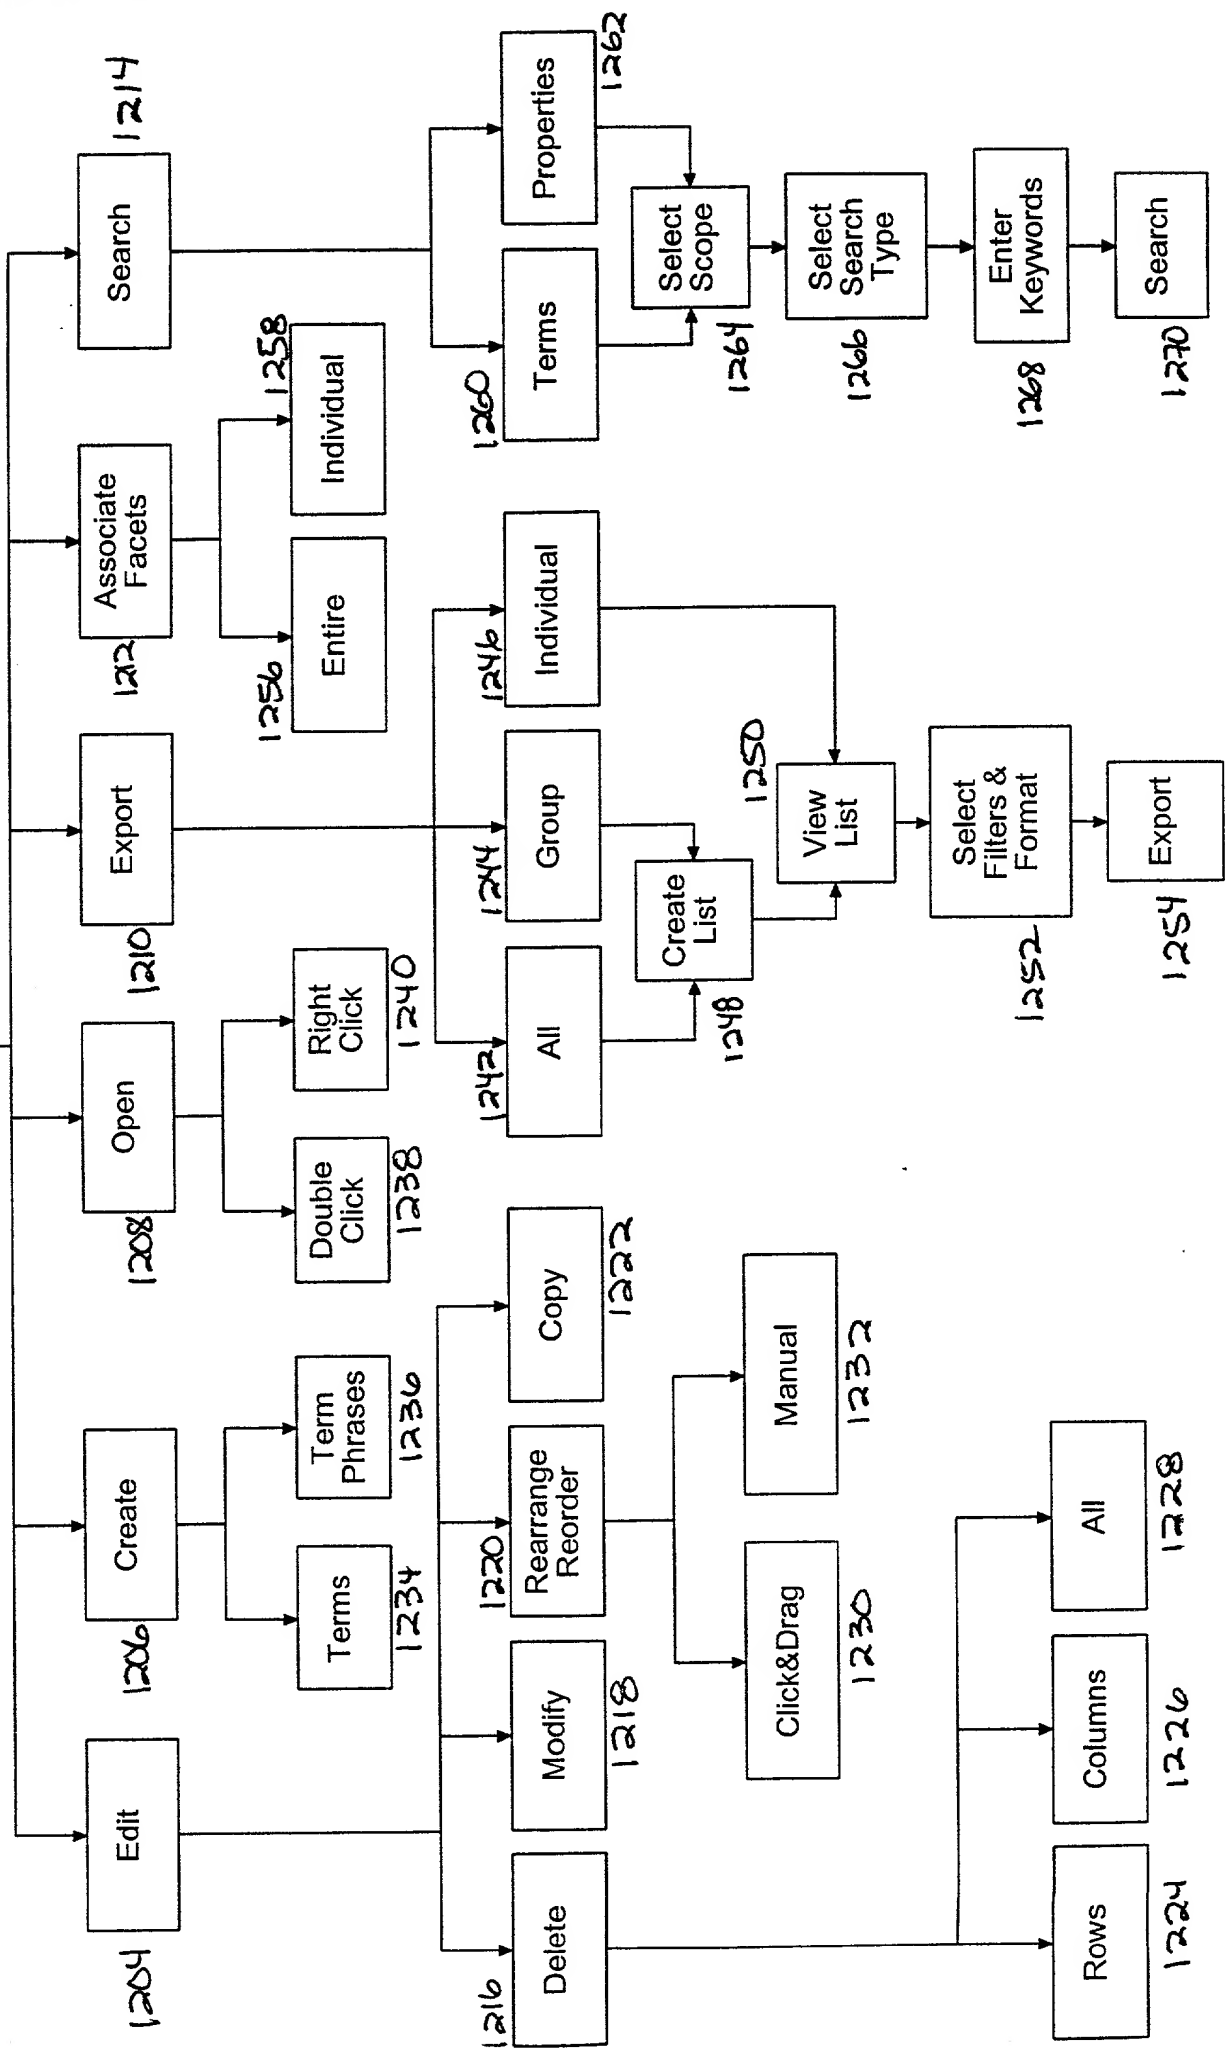 1204
Edit
1206
Create
1208
Open
1210
Export
1212
Associate
Facets
Search
1214
Terms
1234
Term
Phrases
1236
Double
Click
1238
Right
Click
1240
1256
Entire
Individual
1258
1216
Delete
Modify
1218
1220
Rearrange
Reorder
Copy
1222
1242
All
1244
Group
1246
Individual
1260
Terms
Properties
1262
1248
Create
List
1264
Select
Scope
Click&Drag
1230
Manual
1232
View
List
1250
1266
Select
Search
Type
1252
Select
Filters &
Format
1268
Enter
Keywords
Rows
1224
Columns
1226
All
1228
1254
Export
1270
Search